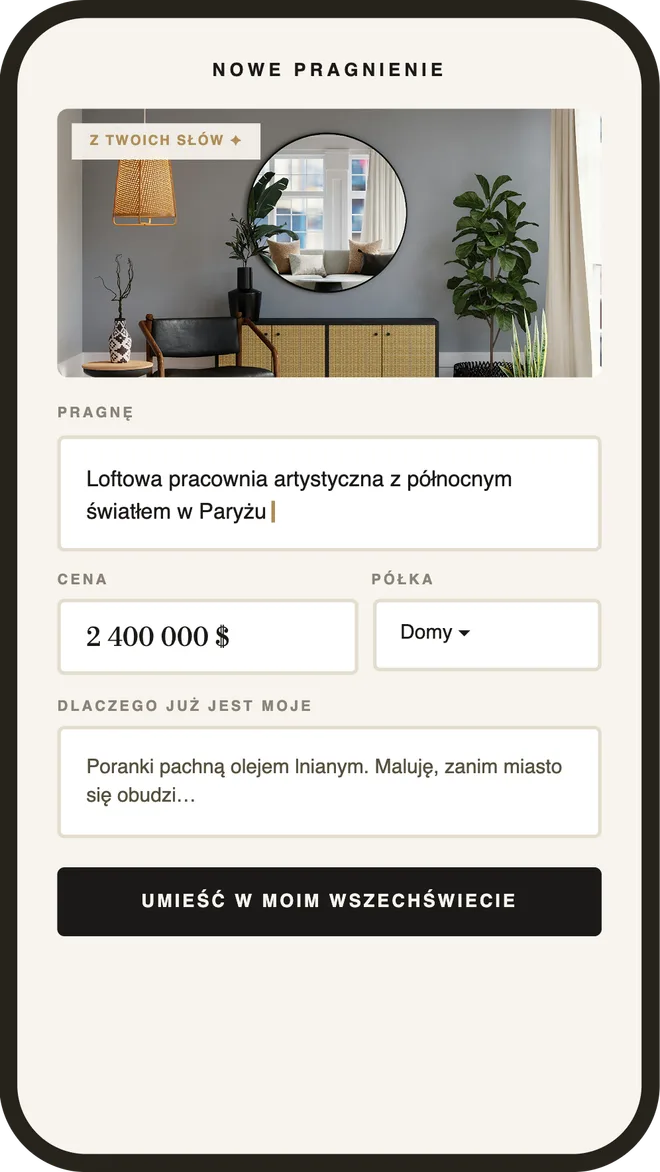 NOWE PRAGNIENIE
Z TWOICH SŁÓW ✦
PRAGNĘ
Loftowa pracownia artystyczna z północnym
światłem w Paryżu
CENA
PÓŁKA
2 400 000 $
Domy
DLACZEGO JUŻ JEST MOJE
Poranki pachną olejem lnianym. Maluję, zanim miasto
się obudzi…
UMIEŚĆ W MOIM WSZECHŚWIECIE